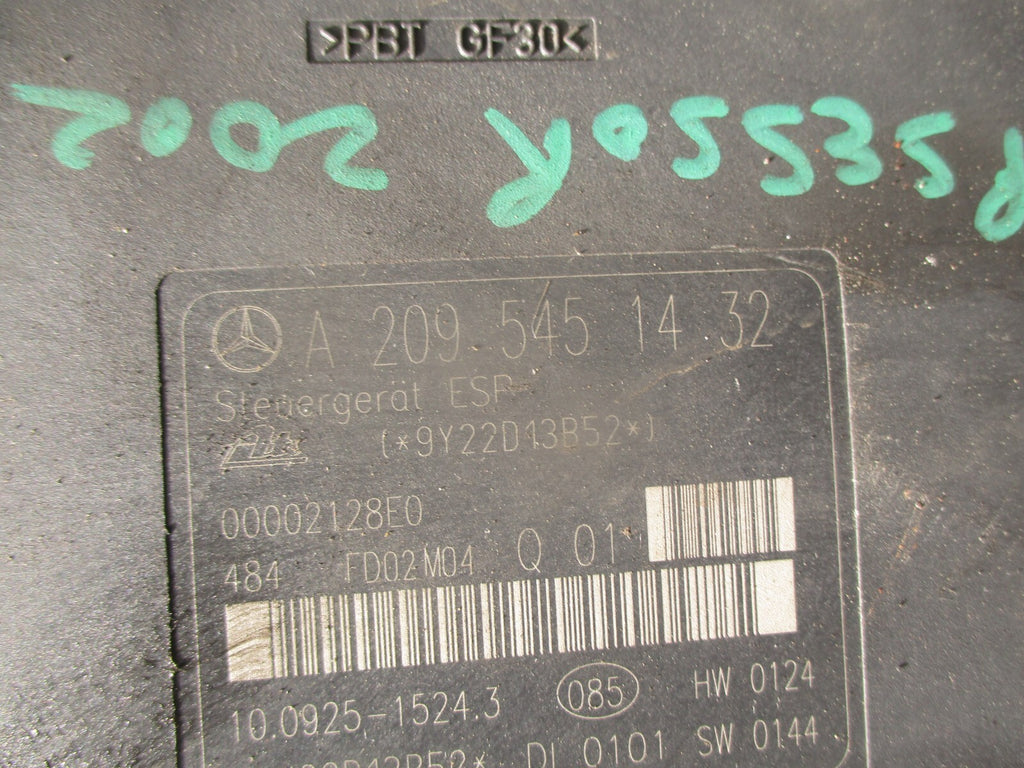 >PBT GF30<
2002
A 209 545 14 32
Steuergerät ESP
(*9Y22D13B52*)
00002128E0
484 FD02M04 Q 01
10.0925-1524.3 085 HW 0124
22D13B52* DI 0101 SW 0144